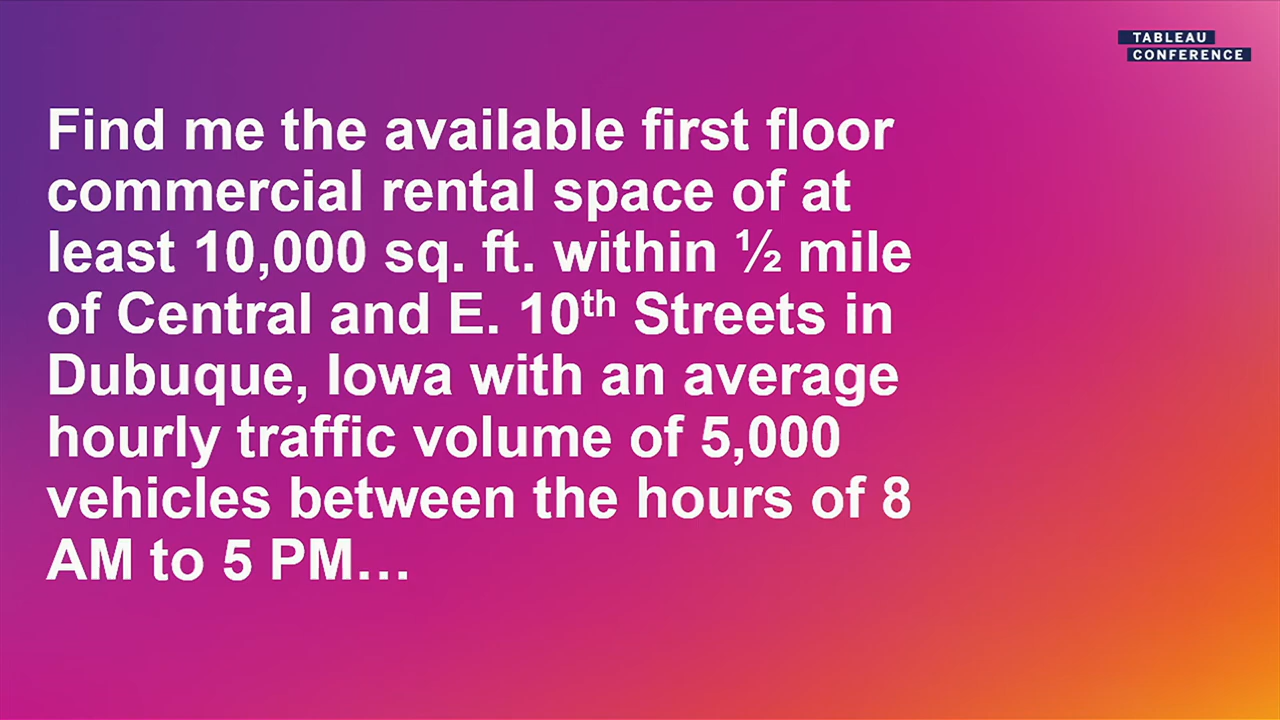 TABLEAU
CONFERENCE
Find me the available first floor
commercial rental space of at
least 10,000 sq. ft. within ½ mile
of Central and E. 10th Streets in
Dubuque, Iowa with an average
hourly traffic volume of 5,000
vehicles between the hours of 8
AM to 5 PM…